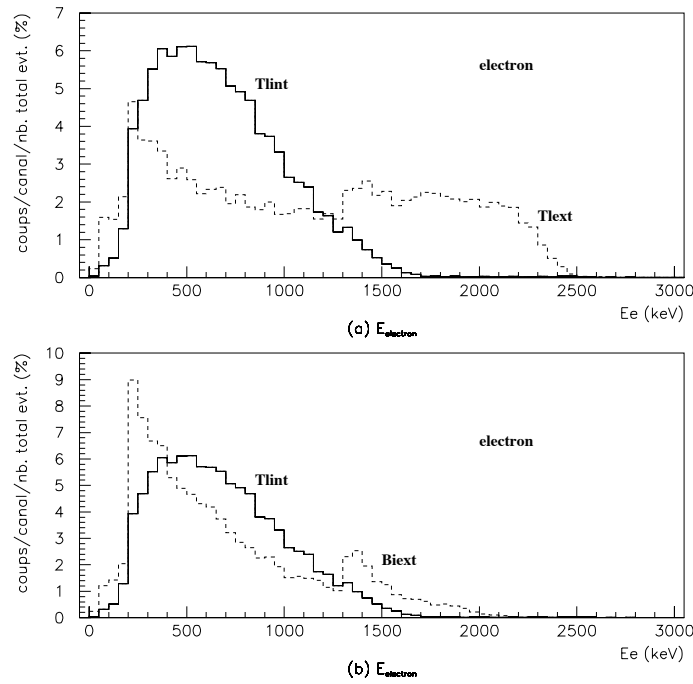 coups/canal/nb. total evt. (%)
7
6
5
4
3
2
1
0
electron
Tlint
Tlext
0 500 1000 1500 2000 2500 3000
Ee (keV)
(a) Eelectron
coups/canal/nb. total evt. (%)
10
9
8
7
6
5
4
3
2
1
0
electron
Tlint
Biext
0 500 1000 1500 2000 2500 3000
Ee (keV)
(b) Eelectron